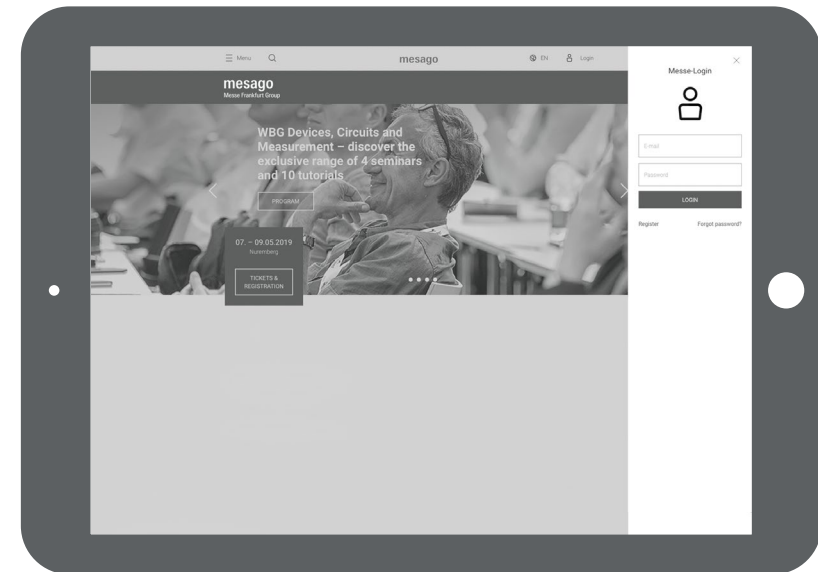 Menu
mesago
EN
Login
mesago
Messe Frankfurt Group
WBG Devices, Circuits and
Measurement – discover the
exclusive range of 4 seminars
and 10 tutorials
PROGRAM
07. – 09.05.2019
Nuremberg
TICKETS &
REGISTRATION
Messe-Login
E-mail
Password
LOGIN
Register
Forgot password?